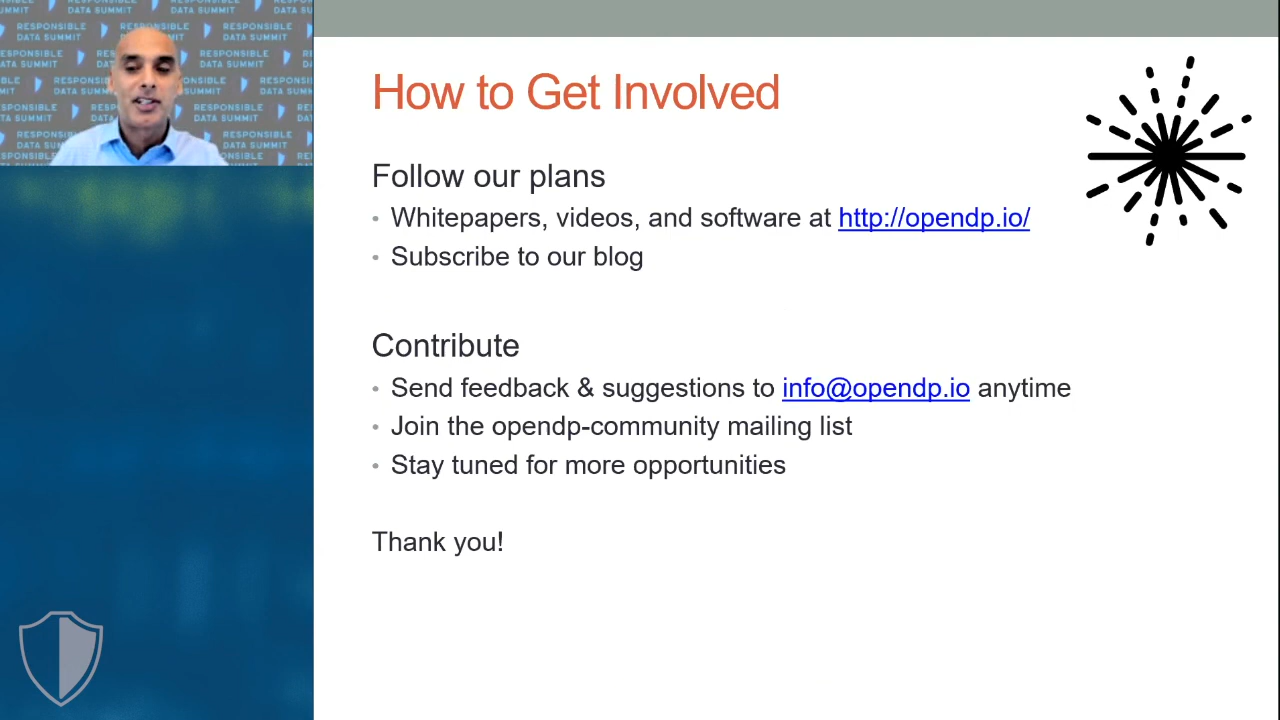 RESPONSIBLE
DATA SUMMIT
How to Get Involved
Follow our plans
• Whitepapers, videos, and software at http://opendp.io/
• Subscribe to our blog
Contribute
• Send feedback & suggestions to info@opendp.io anytime
• Join the opendp-community mailing list
• Stay tuned for more opportunities
Thank you!